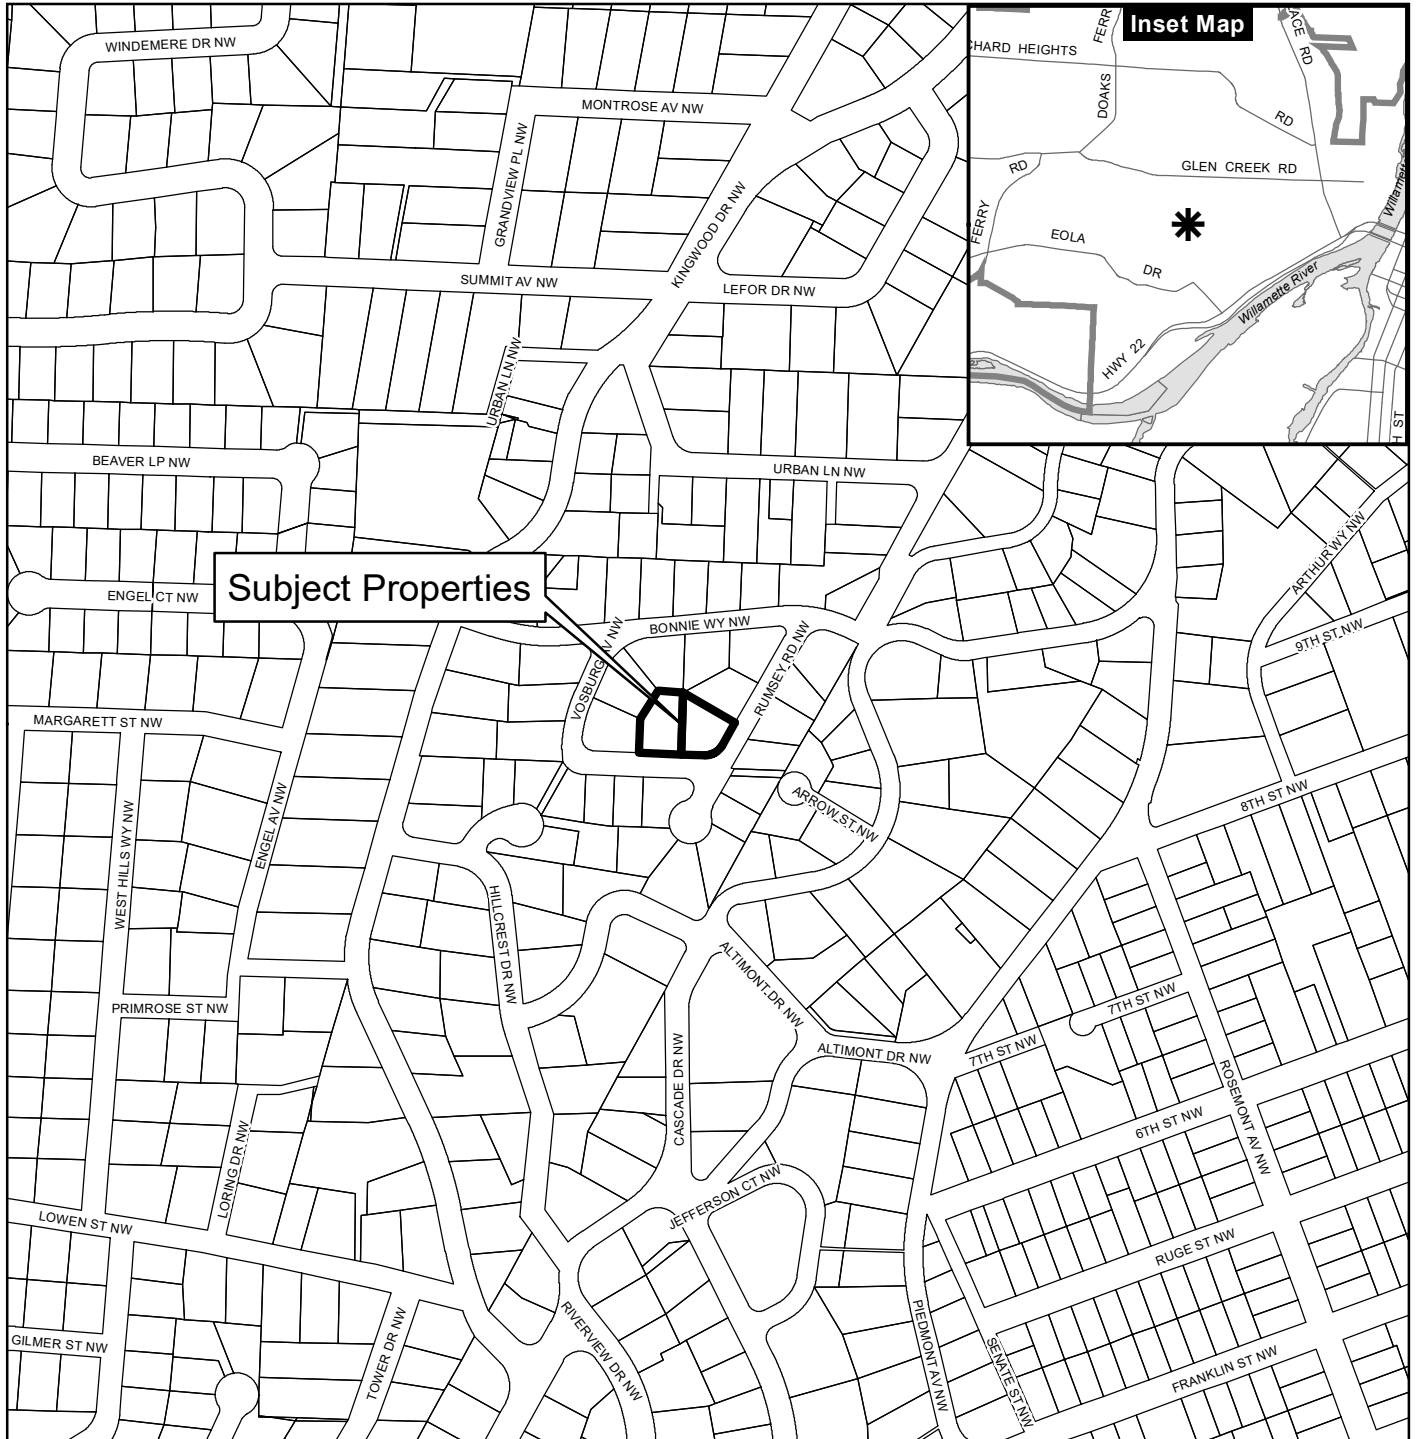 WINDEMERE DR NW
MONTROSE AV NW
GRANDVIEW PL NW
KINGWOOD DR NW
SUMMIT AV NW
LEFOR DR NW
URBAN LN NW
BEAVER LP NW
URBAN LN NW
ARTHUR WY NW
ENGEL CT NW
Subject Properties
BONNIE WY NW
VOSBURG AV NW
RUMSEY RD NW
9TH ST NW
MARGARETT ST NW
8TH ST NW
ARROW ST NW
ENGEL AV NW
WEST HILLS WY NW
HILLCREST DR NW
ALTIMONT DR NW
PRIMROSE ST NW
7TH ST NW
7TH ST NW
ALTIMONT DR NW
CASCADE DR NW
ROSEMONT AV NW
6TH ST NW
LORING DR NW
JEFFERSON CT NW
LOWEN ST NW
RUGE ST NW
GILMER ST NW
TOWER DR NW
RIVERVIEW DR NW
PIEDMONT AV NW
SENATE ST NW
FRANKLIN ST NW
Inset Map
CHARD HEIGHTS
RD
FERR
DOAKS
ACE RD
GLEN CREEK RD
RD
FERRY
EOLA
DR
HWY 22
Willamette River
Willamette
H ST